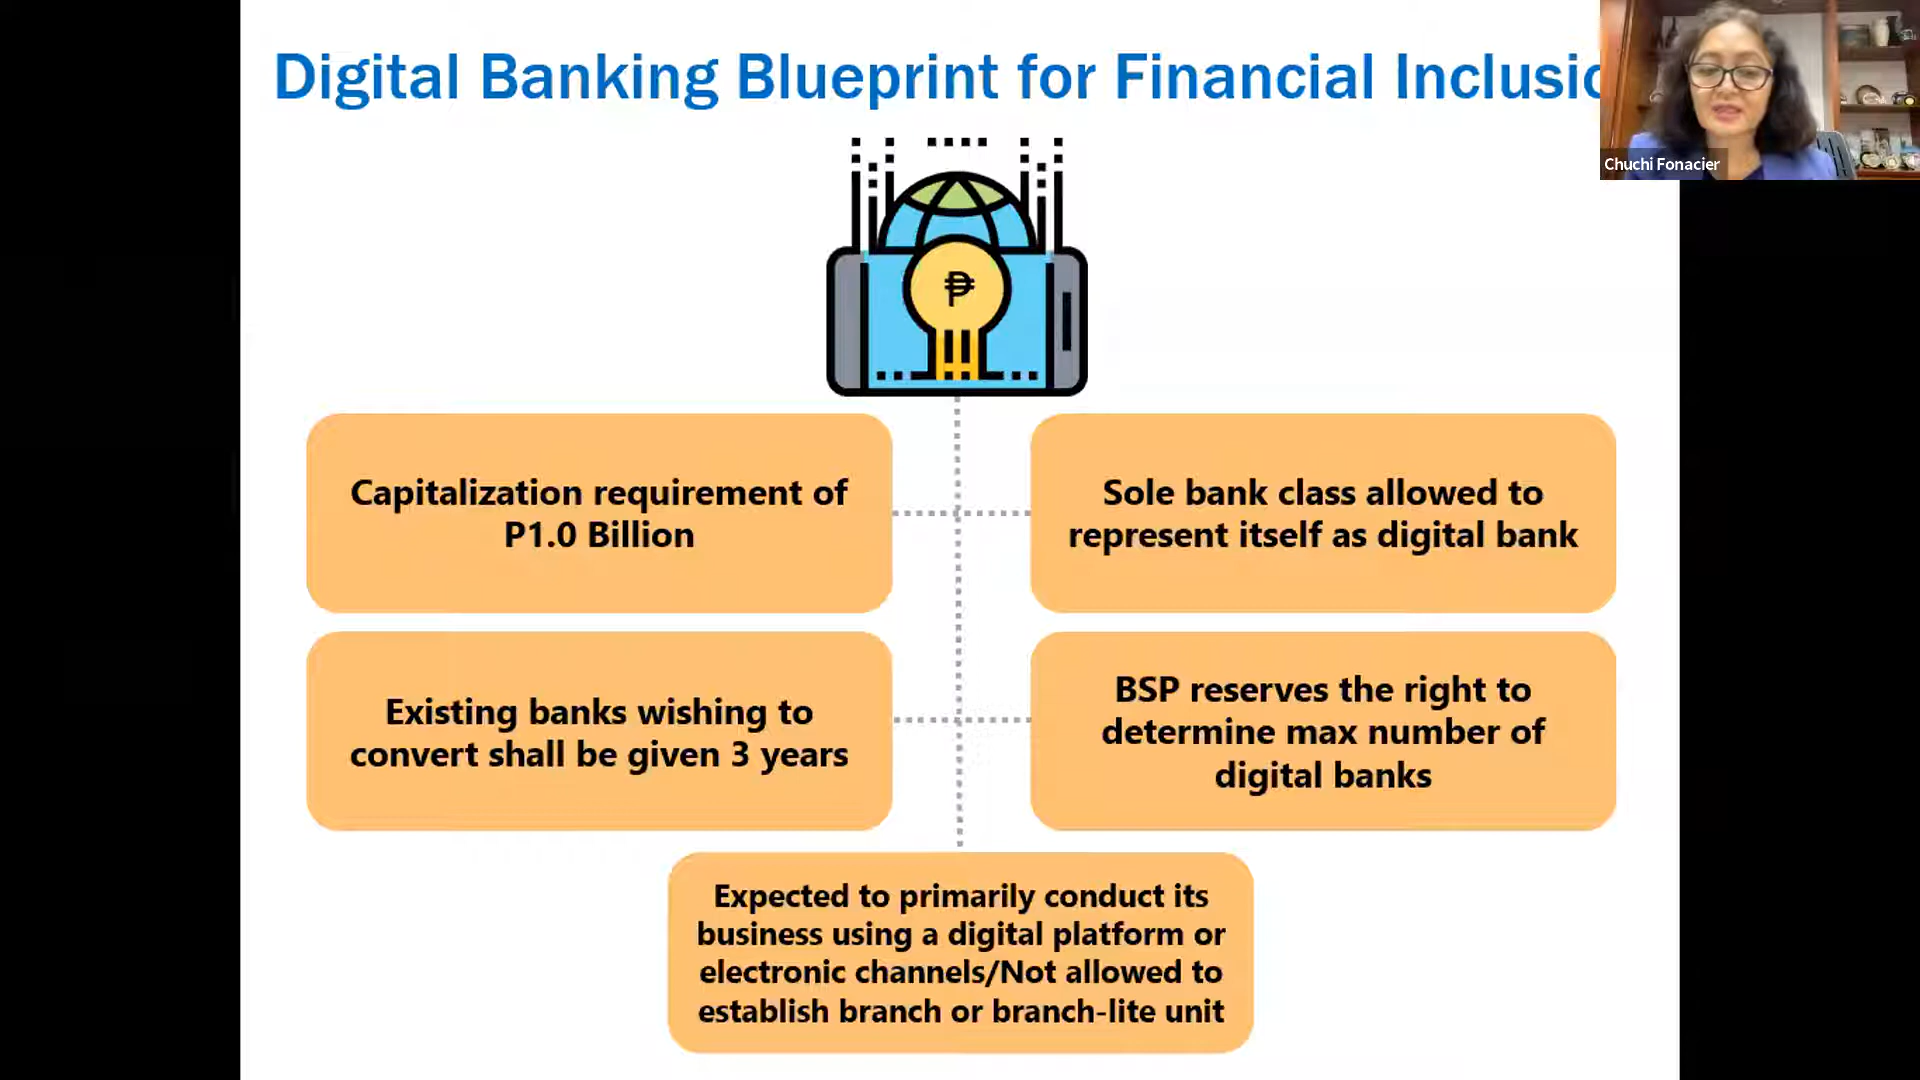 Digital Banking Blueprint for Financial Inclusio
Chuchi Fonacier
₱
Capitalization requirement of
P1.0 Billion
Sole bank class allowed to
represent itself as digital bank
Existing banks wishing to
convert shall be given 3 years
BSP reserves the right to
determine max number of
digital banks
Expected to primarily conduct its
business using a digital platform or
electronic channels/Not allowed to
establish branch or branch-lite unit